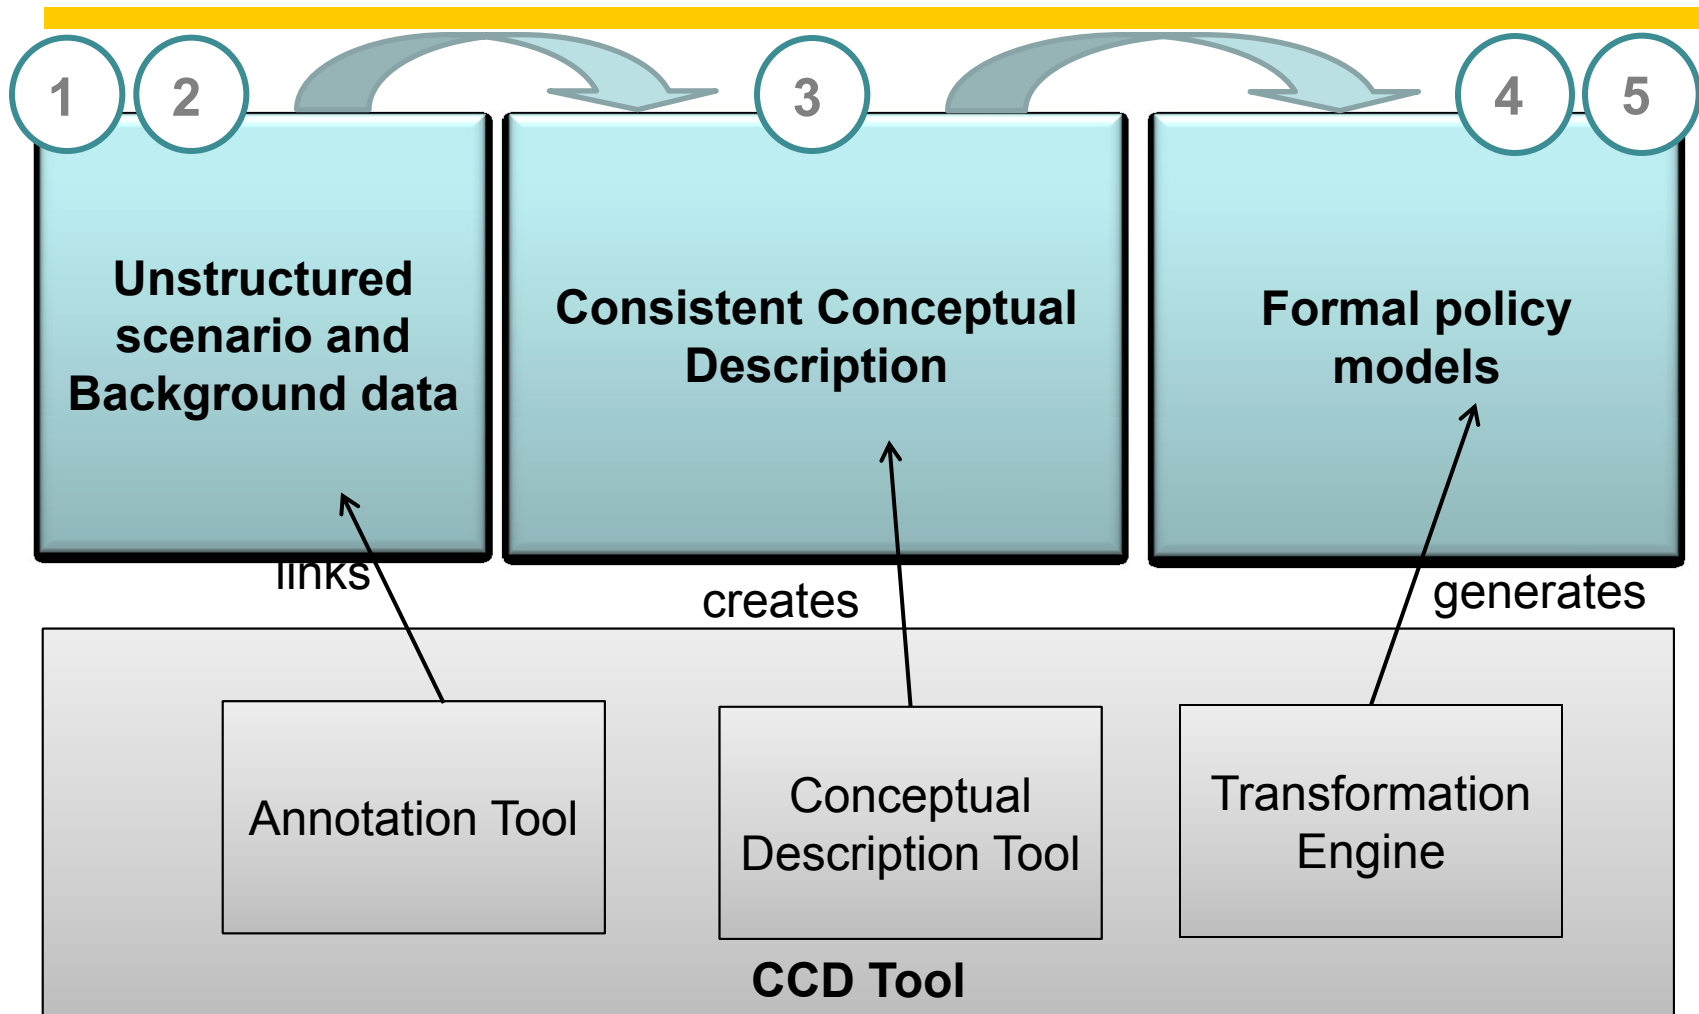 1
2
3
4
5
Unstructured
scenario and
Background data
Consistent Conceptual
Description
Formal policy
models
links
creates
generates
Annotation Tool
Conceptual
Description Tool
Transformation
Engine
CCD Tool